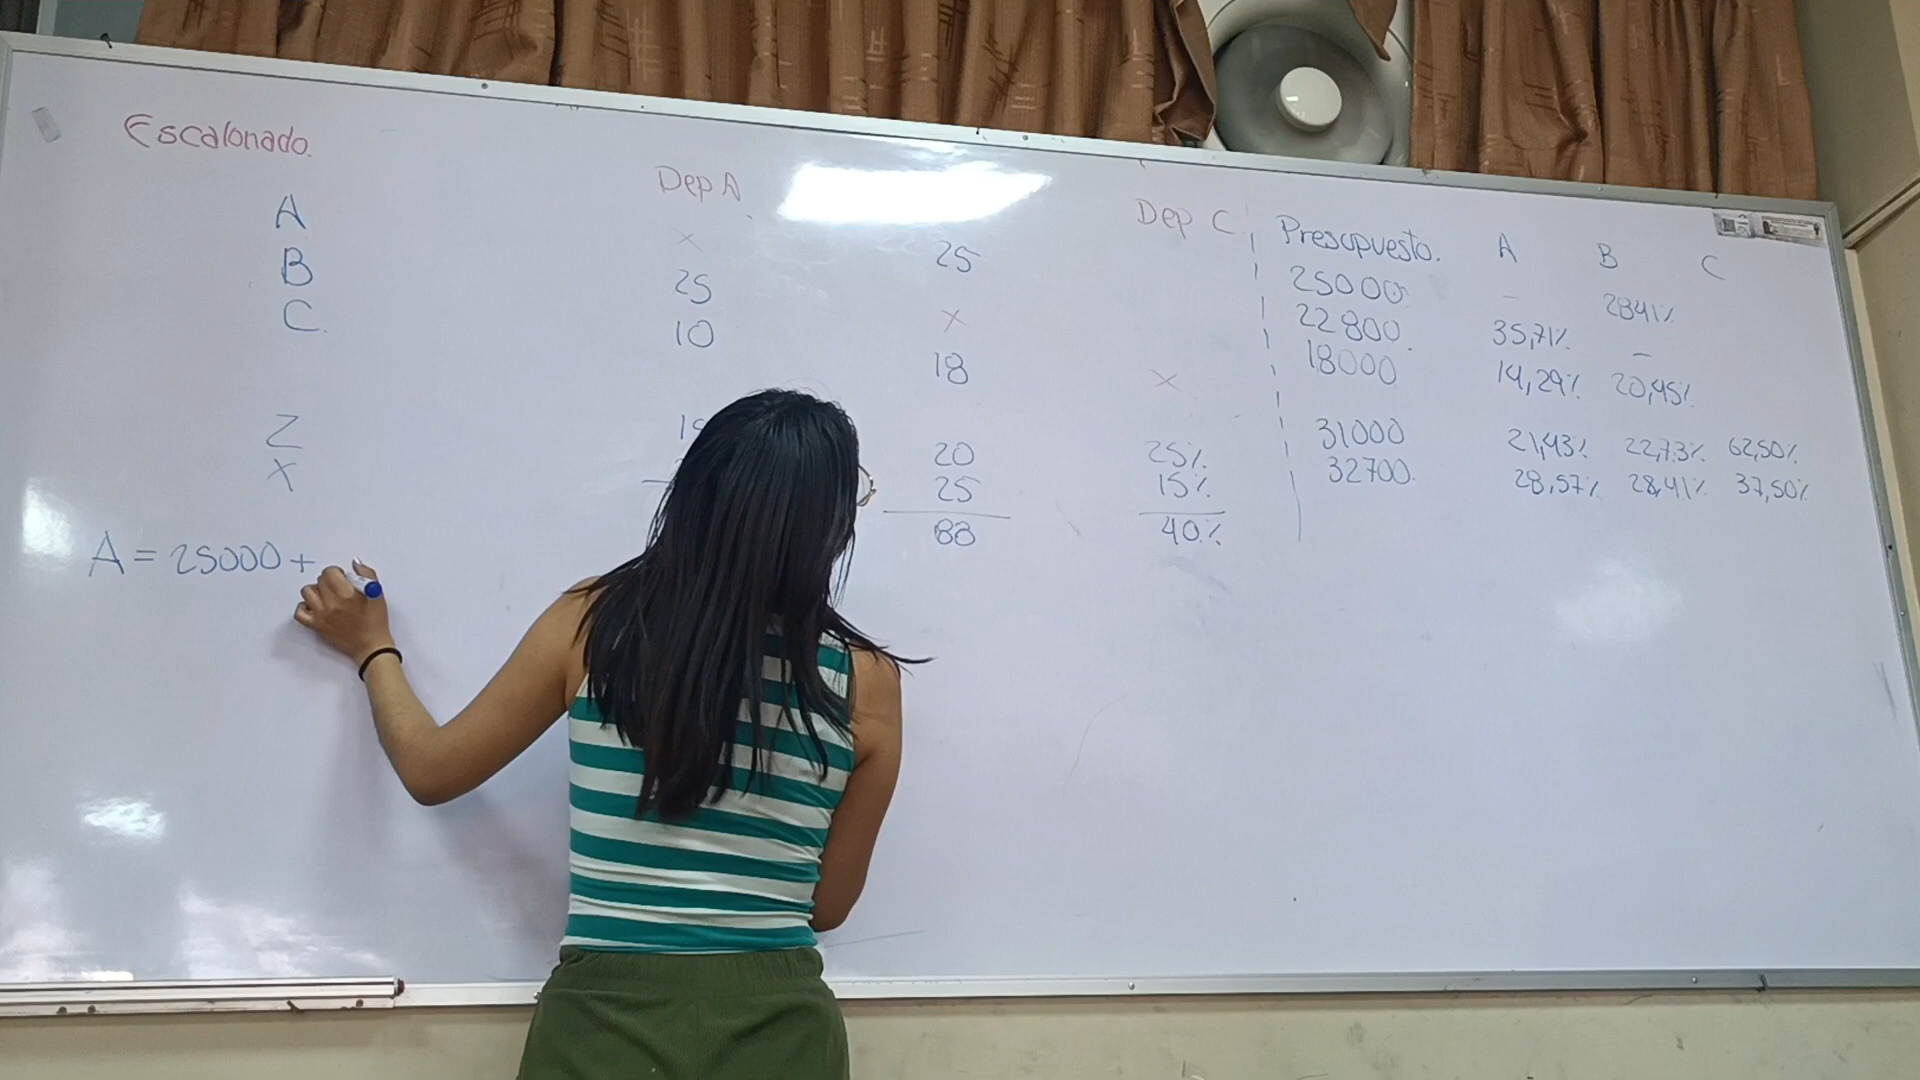 Escalonado.
Dep A Dep C Presupuesto. A B C
A x 25 25000 - 28,41%
B 25 x 22800 35,71% -
C. 10 18 x 18000 14,29% 20,45%
Z 20 25% 31000 21,43% 22,73% 62,50%
X 25 15% 32700 28,57% 28,41% 37,50%
88 40%
A = 25000 +